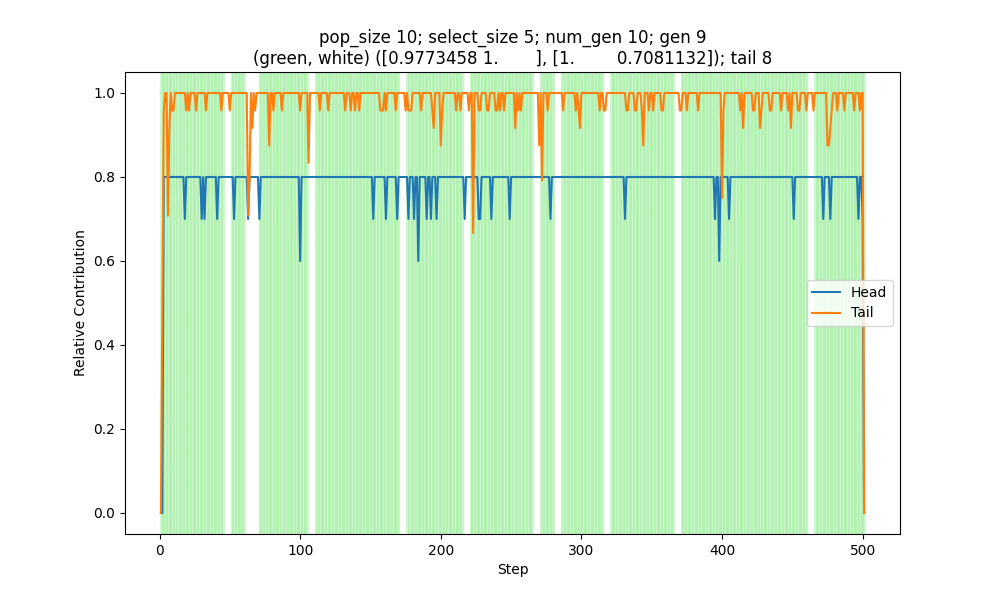 pop_size 10; select_size 5; num_gen 10; gen 9
(green, white) ([0.9773458 1.       ], [1.        0.7081132]); tail 8
1.0
0.8
0.6
0.4
0.2
0.0
Relative Contribution
Head
Tail
0 100 200 300 400 500
Step